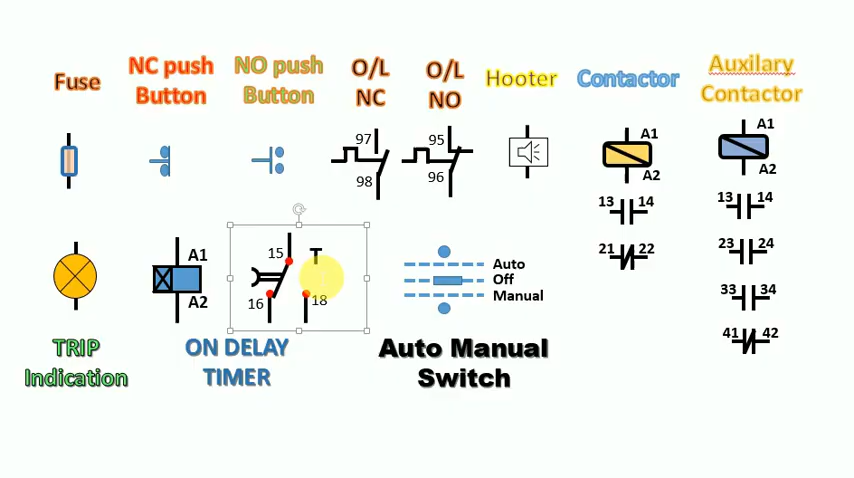 Fuse
NC push
Button
NO push
Button
O/L
NC
O/L
NO
Hooter
Contactor
Auxilary
Contactor
97
98
95
96
A1
A2
13 14
21 22
A1
A2
13 14
23 24
33 34
41 42
A1
A2
15
16
18
T
Auto
Off
Manual
TRIP
Indication
ON DELAY
TIMER
Auto Manual
Switch